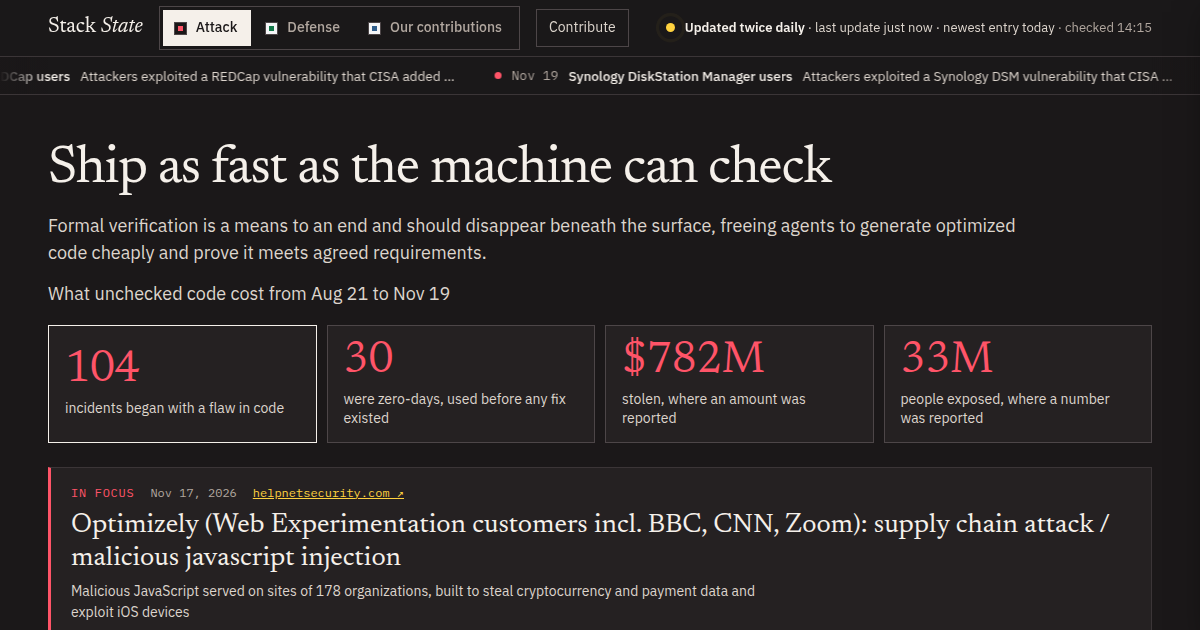 Stack State
Attack
Defense
Our contributions
Contribute
Updated twice daily · last update just now · newest entry today · checked 14:15
Cap users Attackers exploited a REDCap vulnerability that CISA added ...
Nov 19 Synology DiskStation Manager users Attackers exploited a Synology DSM vulnerability that CISA ...
Ship as fast as the machine can check
Formal verification is a means to an end and should disappear beneath the surface, freeing agents to generate optimized
code cheaply and prove it meets agreed requirements.
What unchecked code cost from Aug 21 to Nov 19
104
incidents began with a flaw in code
30
were zero-days, used before any fix
existed
$782M
stolen, where an amount was
reported
33M
people exposed, where a number
was reported
IN FOCUS Nov 17, 2026 helpnetsecurity.com ↗
Optimizely (Web Experimentation customers incl. BBC, CNN, Zoom): supply chain attack /
malicious javascript injection
Malicious JavaScript served on sites of 178 organizations, built to steal cryptocurrency and payment data and
exploit iOS devices